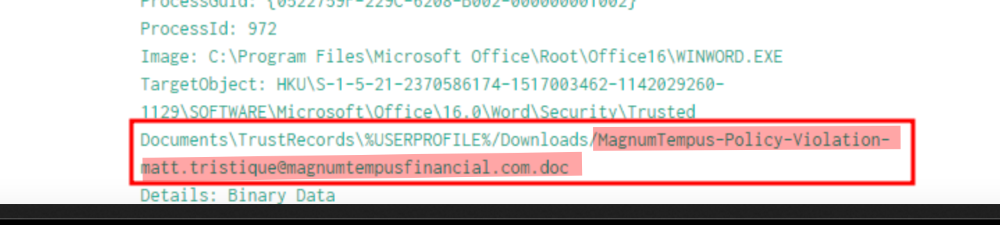 ProcessGuid: {0522759F-229C-6208-B002-000000001002}
ProcessId: 972
Image: C:\Program Files\Microsoft Office\Root\Office16\WINWORD.EXE
TargetObject: HKU\S-1-5-21-2370586174-1517003462-1142029260-
1129\SOFTWARE\Microsoft\Office\16.0\Word\Security\Trusted
Documents\TrustRecords\%USERPROFILE%/Downloads/MagnumTempus-Policy-Violation-
matt.tristique@magnumtempusfinancial.com.doc
Details: Binary Data